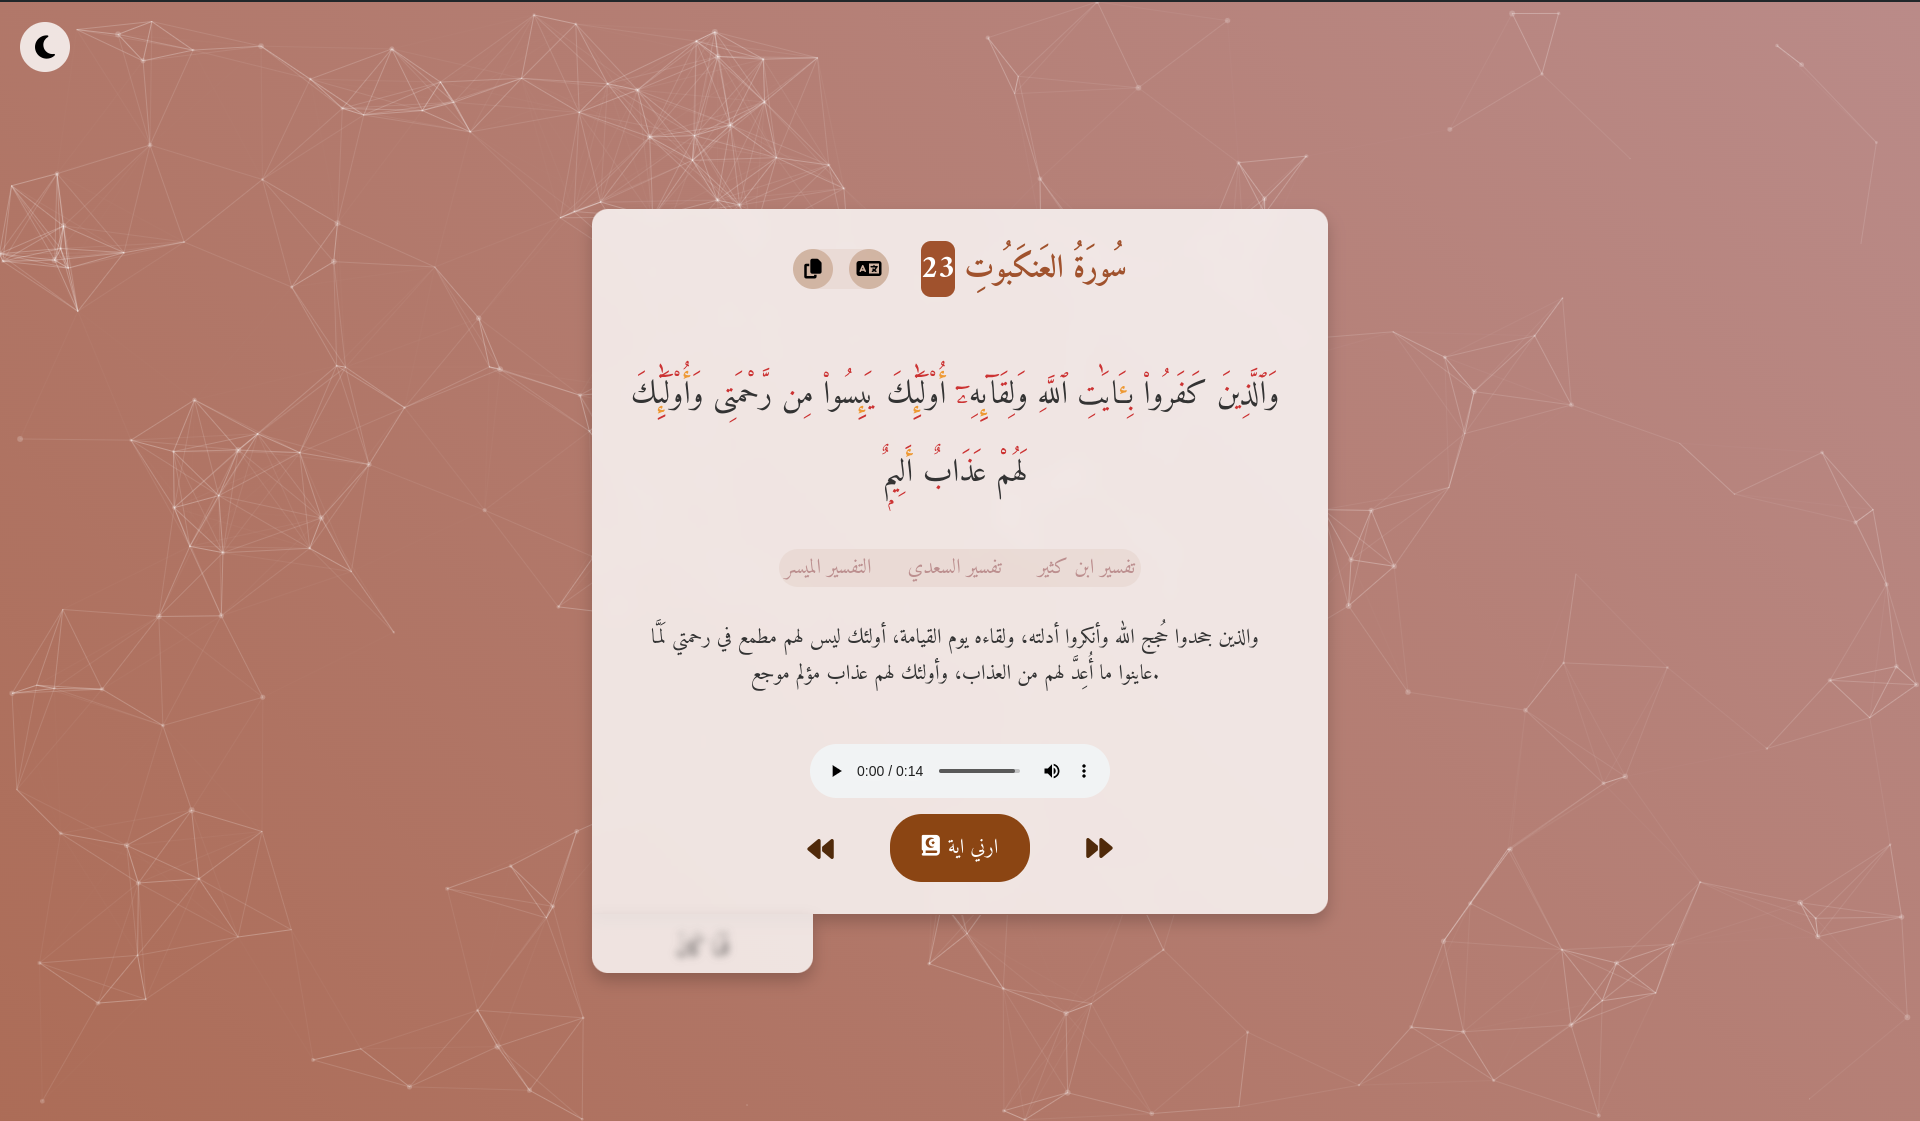 سُورَةُ العَنكَبُوتِ 23
وَٱلَّذِينَ كَفَرُوا۟ بِـَٔايَـٰتِ ٱللَّهِ وَلِقَآئِهِۦٓ أُو۟لَـٰٓئِكَ يَئِسُوا۟ مِن رَّحْمَتِى وَأُو۟لَـٰٓئِكَ
لَهُمْ عَذَابٌ أَلِيمٌۭ
تفسير ابن كثير تفسير السعدي التفسير الميسر
والذين جحدوا حُجج الله وأنكروا أدلته، ولقاءه يوم القيامة، أولئك ليس لهم مطمع في رحمتي لَمَّا
عاينوا ما أُعِدَّ لهم من العذاب، وأولئك لهم عذاب مؤلم موجع.
0:00 / 0:14
ارني اية